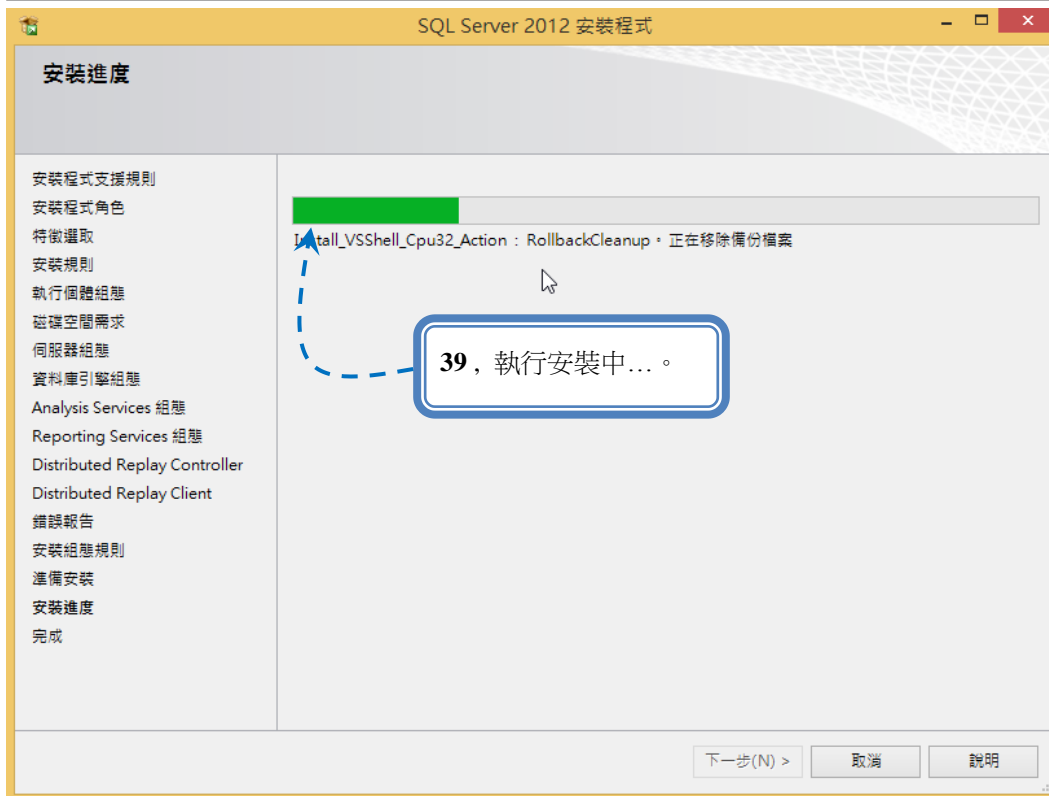 SQL Server 2012 安裝程式
安裝進度
安裝程式支援規則
安裝程式角色
特徵選取
安裝規則
執行個體組態
磁碟空間需求
伺服器組態
資料庫引擎組態
Analysis Services 組態
Reporting Services 組態
Distributed Replay Controller
Distributed Replay Client
錯誤報告
安裝組態規則
準備安裝
安裝進度
完成
Install_VSShell_Cpu32_Action : RollbackCleanup。正在移除備份檔案
39 , 執行安裝中…。
下一步(N) >
取消
說明